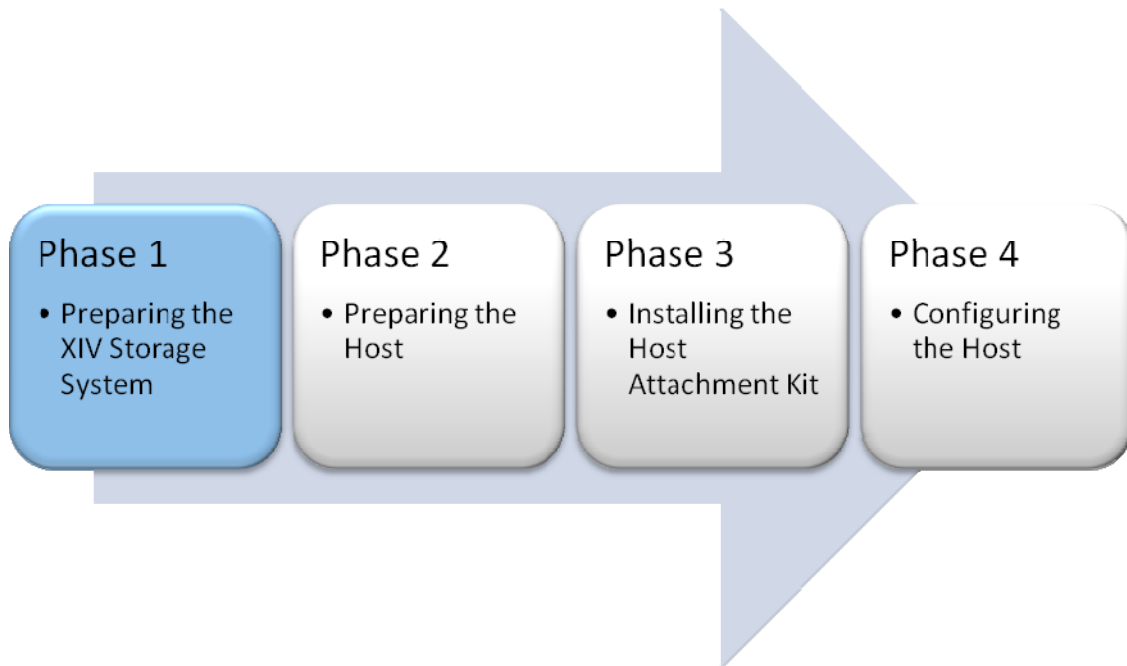 Phase 1
• Preparing the
XIV Storage
System
Phase 2
• Preparing the
Host
Phase 3
• Installing the
Host
Attachment Kit
Phase 4
• Configuring
the Host